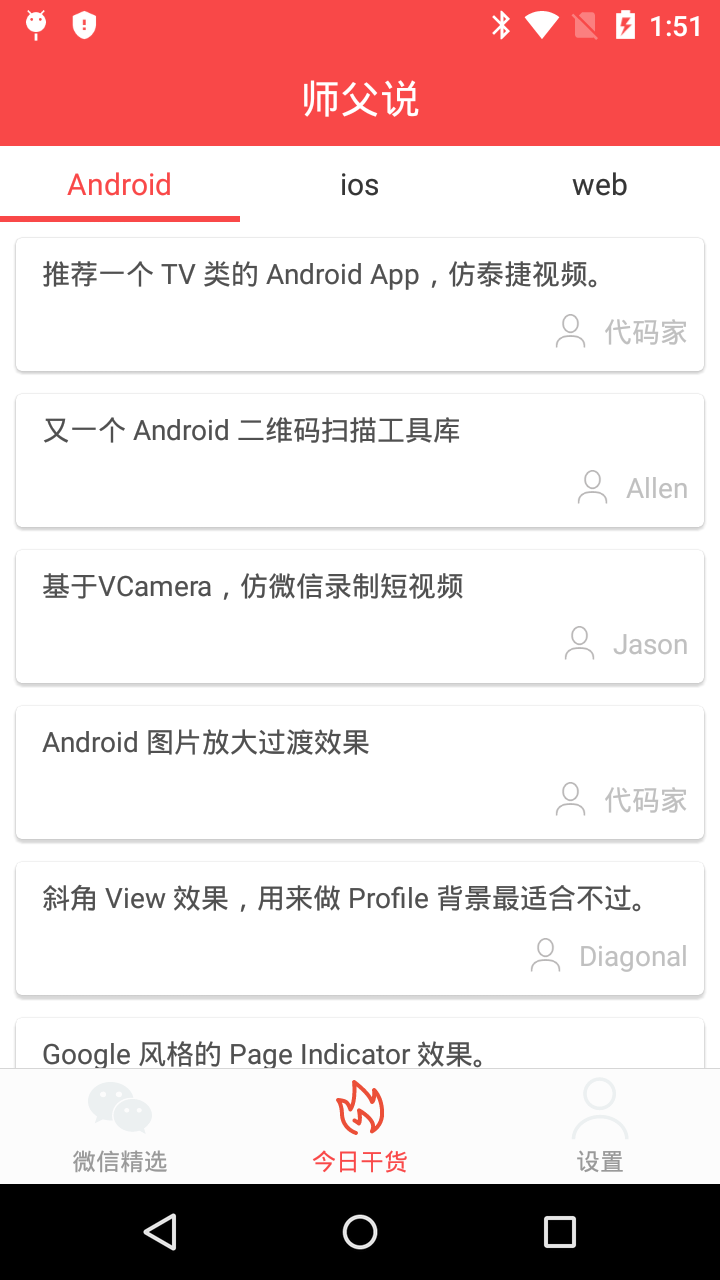 1:51
师父说
Android
ios
web
推荐一个 TV 类的 Android App，仿泰捷视频。
代码家
又一个 Android 二维码扫描工具库
Allen
基于VCamera，仿微信录制短视频
Jason
Android 图片放大过渡效果
代码家
斜角 View 效果，用来做 Profile 背景最适合不过。
Diagonal
Google 风格的 Page Indicator 效果。
微信精选
今日干货
设置